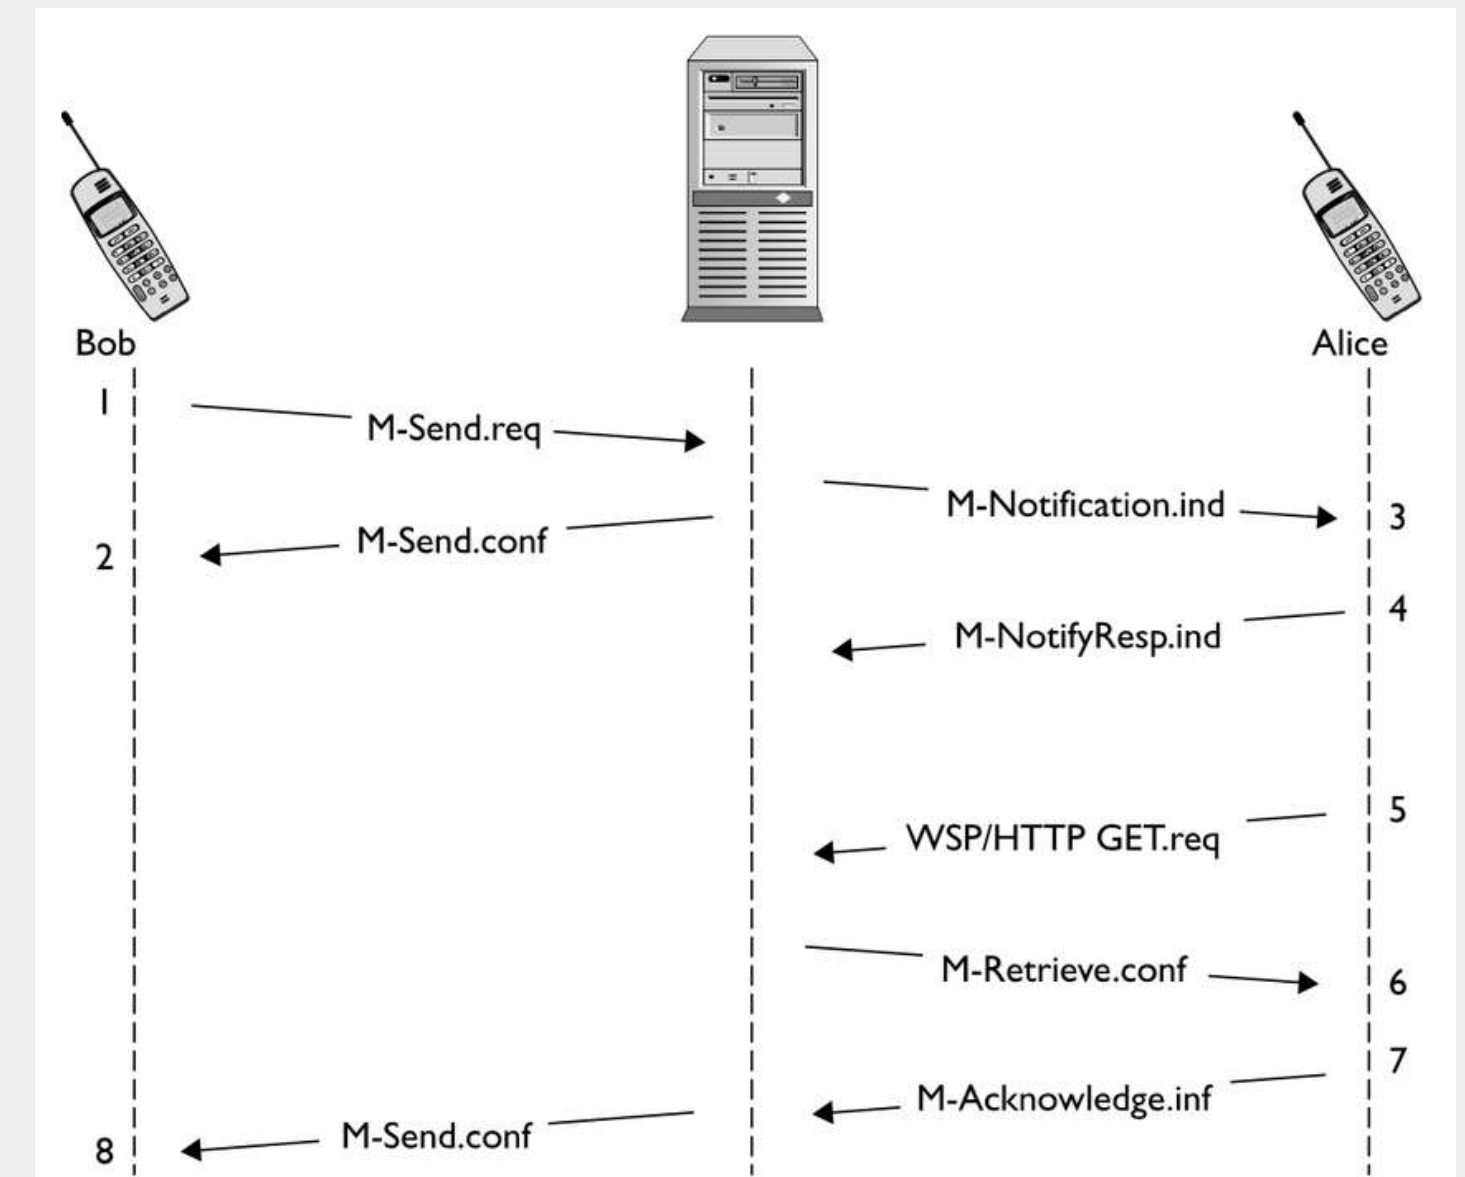 Bob
Alice
1
M-Send.req
M-Notification.ind
3
M-Send.conf
2
4
M-NotifyResp.ind
5
WSP/HTTP GET.req
M-Retrieve.conf
6
7
M-Acknowledge.inf
M-Send.conf
8